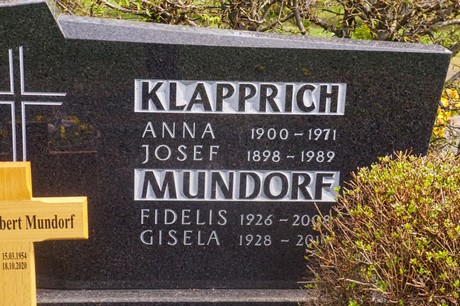 KLAPPRICH
ANNA 1900 – 1971
JOSEF 1898 – 1989
MUNDORF
FIDELIS 1926 – 2008
GISELA 1928 –
Mundorf
15.03.1954
18.10.2020